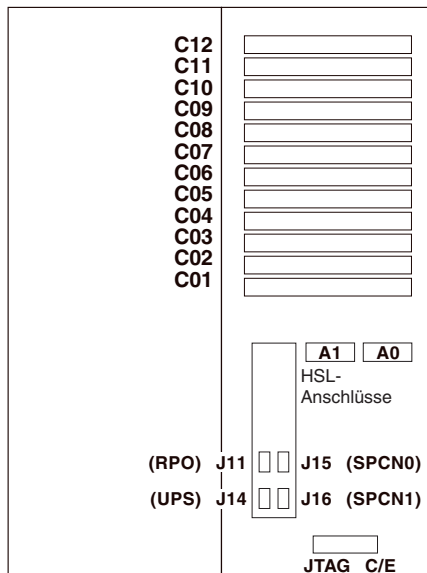 C12
C11
C10
C09
C08
C07
C06
C05
C04
C03
C02
C01
A1 A0
HSL-
Anschlüsse
(RPO) J11 J15 (SPCN0)
(UPS) J14 J16 (SPCN1)
JTAG C/E